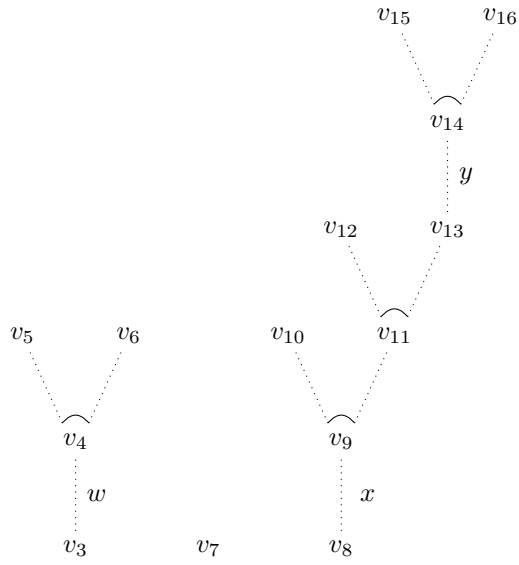 v₁₅ v₁₆
v₁₄
y
v₁₂ v₁₃
v₅ v₆ v₁₀ v₁₁
v₄ v₉
w x
v₃ v₇ v₈